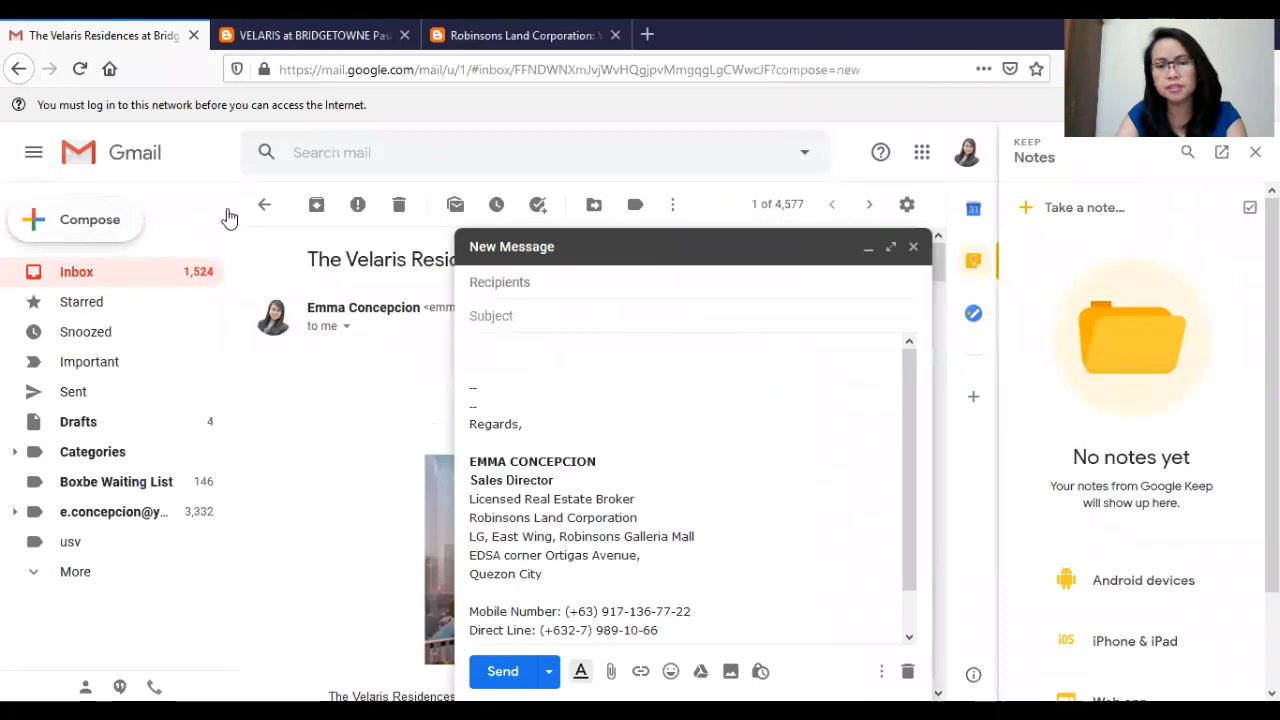 The Velaris Residences at Bridg
VELARIS at BRIDGETOWNE Pas
Robinsons Land Corporation: V
https://mail.google.com/mail/u/1/#inbox/FFNDWNXmJvjWvHQgjpvMmgqgLgCWwcJF?compose=new
You must log in to this network before you can access the Internet.
Gmail
Search mail
KEEP
Notes
Compose
1 of 4,577
Take a note...
Inbox 1,524
Starred
Snoozed
Important
Sent
Drafts 4
Categories
Boxbe Waiting List 146
e.concepcion@y... 3,332
usv
More
The Velaris Resid
Emma Concepcion <emm
to me
New Message
Recipients
Subject
--
--
Regards,
EMMA CONCEPCION
Sales Director
Licensed Real Estate Broker
Robinsons Land Corporation
LG, East Wing, Robinsons Galleria Mall
EDSA corner Ortigas Avenue,
Quezon City
Mobile Number: (+63) 917-136-77-22
Direct Line: (+632-7) 989-10-66
Send
The Velaris Residences
No notes yet
Your notes from Google Keep
will show up here.
Android devices
iOS iPhone & iPad